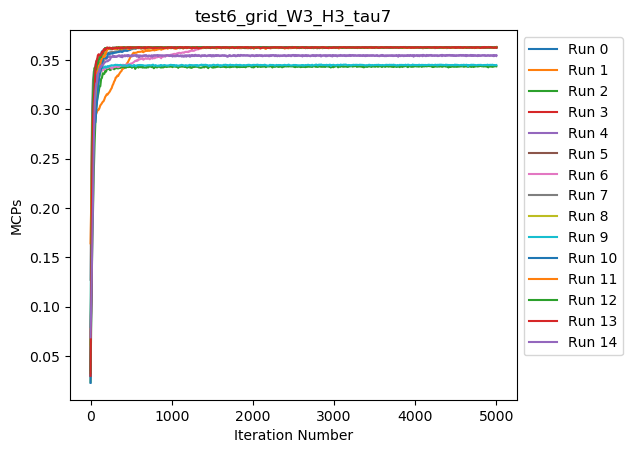 test6_grid_W3_H3_tau7
MCPs
0.35
0.30
0.25
0.20
0.15
0.10
0.05
0
1000
2000
3000
4000
5000
Iteration Number
Run 0
Run 1
Run 2
Run 3
Run 4
Run 5
Run 6
Run 7
Run 8
Run 9
Run 10
Run 11
Run 12
Run 13
Run 14